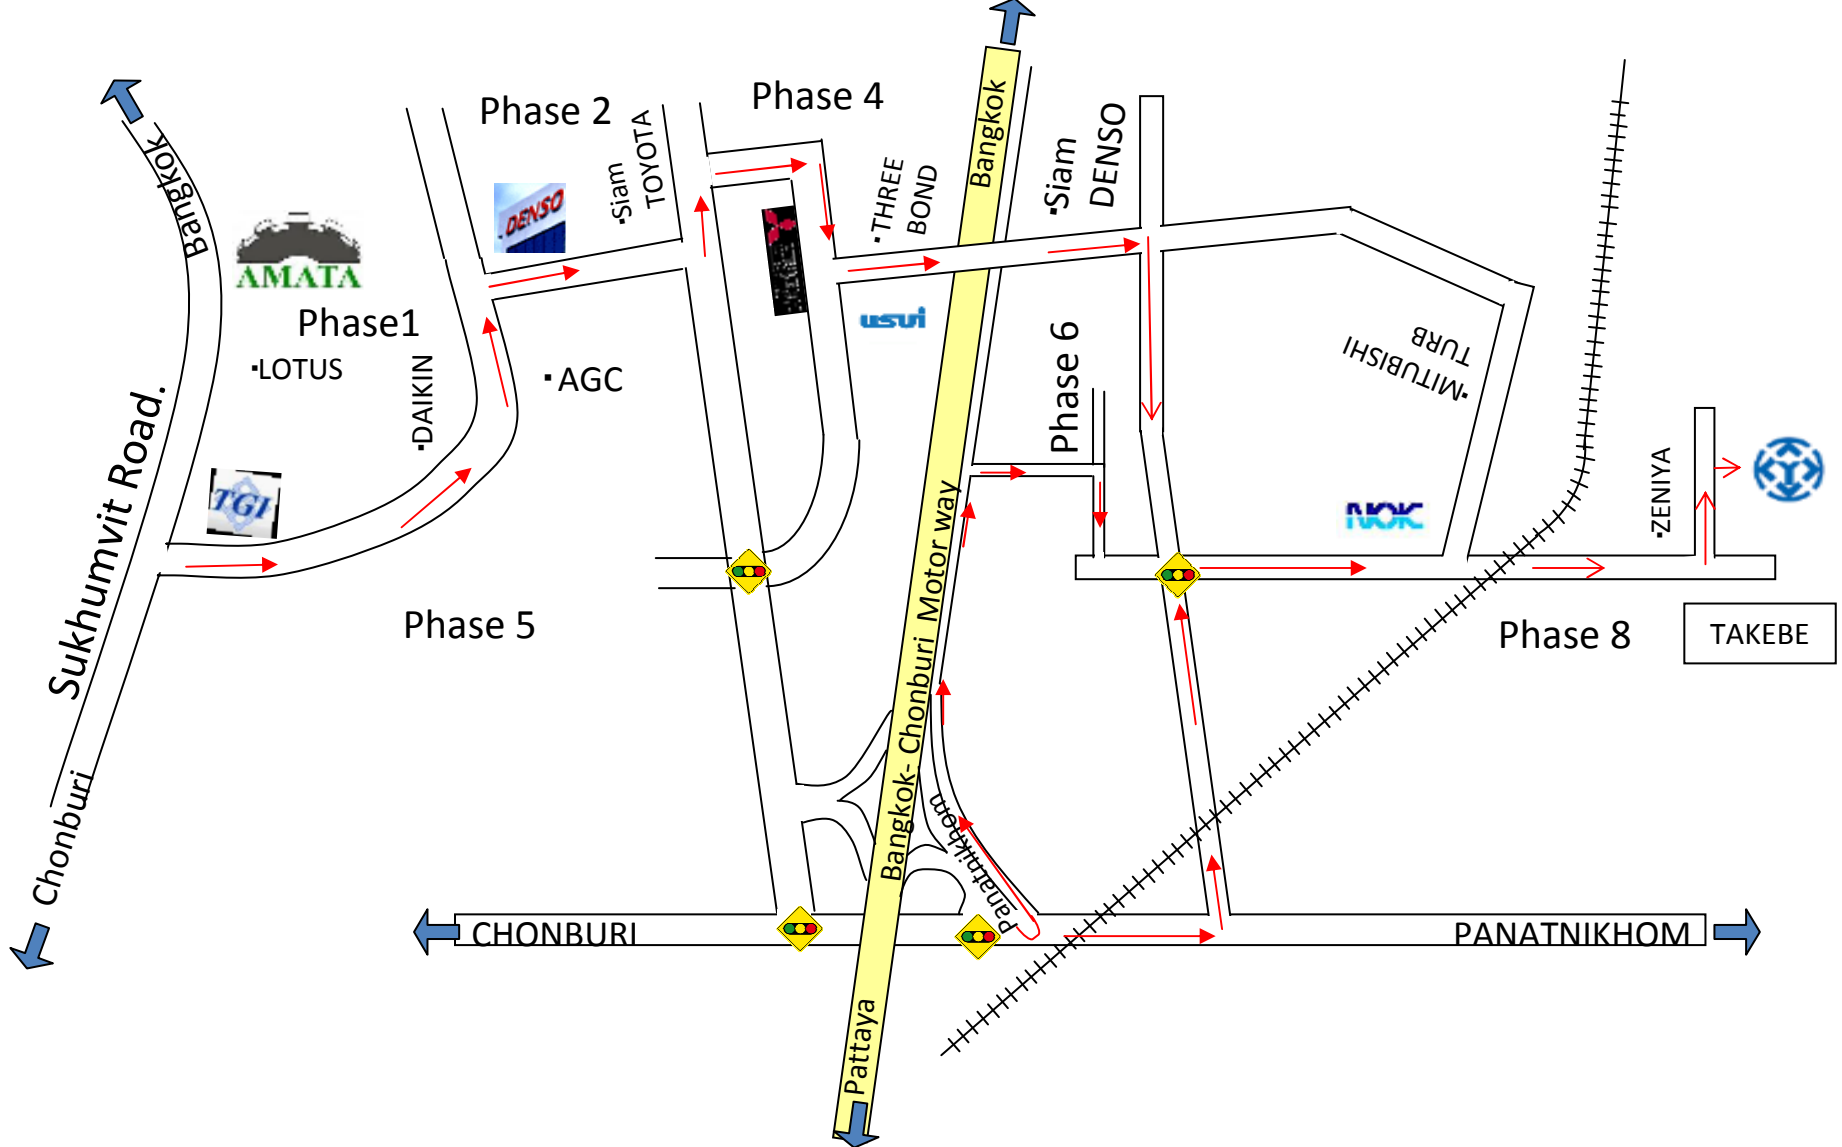 Bangkok
Phase 2
Phase 4
Bangkok
Siam
TOYOTA
THREE
BOND
Siam
DENSO
Bangkok
DENSO
AMATA
Phase1
LOTUS
DAIKIN
AGC
usui
Phase 6
MITUBISHI
TURB
Sukhumvit Road.
TGI
NOK
ZENIYA
Phase 5
Bangkok- Chonburi Motor way
Phase 8
TAKEBE
Chonburi
Panatnikhom
CHONBURI
PANATNIKHOM
Pattaya